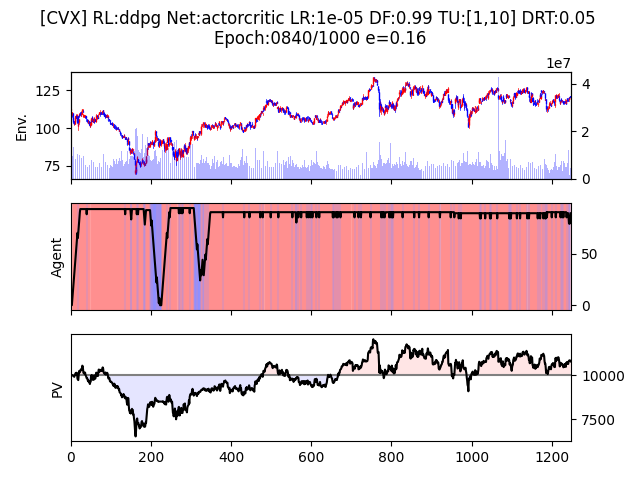 [CVX] RL:ddpg Net:actorcritic LR:1e-05 DF:0.99 TU:[1,10] DRT:0.05
Epoch:0840/1000 e=0.16
1e7
125
100
75
Env.
4
2
0
Agent
50
0
PV
10000
7500
0 200 400 600 800 1000 1200